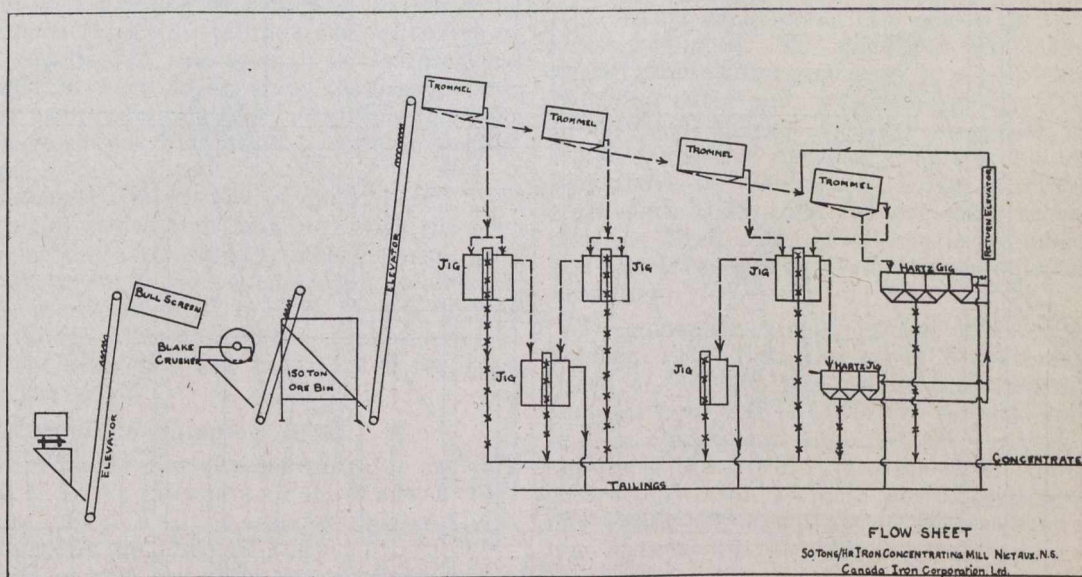 TROMMEL
TROMMEL
TROMMEL
TROMMEL
ELEVATOR
RETURN ELEVATOR
JIG
JIG
JIG
HARTZ GIG
BULL SCREEN
BLAKE
CRUSHER
150 TON
ORE BIN
JIG
JIG
HARTZ JIG
ELEVATOR
CONCENTRATE
TAILINGS
FLOW SHEET
50 TONS/HR IRON CONCENTRATING MILL NICTAUX, N.S.
Canada Iron Corporation, Ltd.